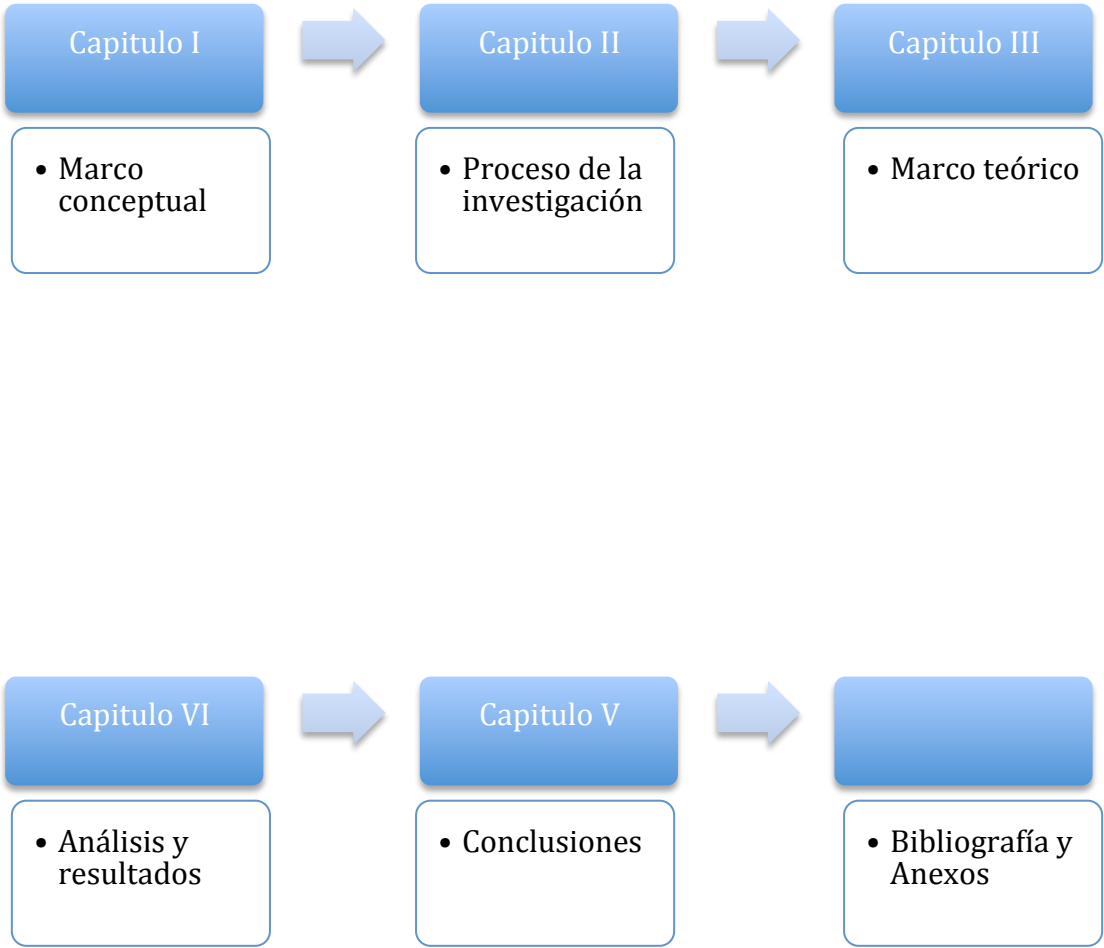 Capitulo I
• Marco
conceptual
Capitulo II
• Proceso de la
investigación
Capitulo III
• Marco teórico
Capitulo VI
• Análisis y
resultados
Capitulo V
• Conclusiones
• Bibliografía y
Anexos